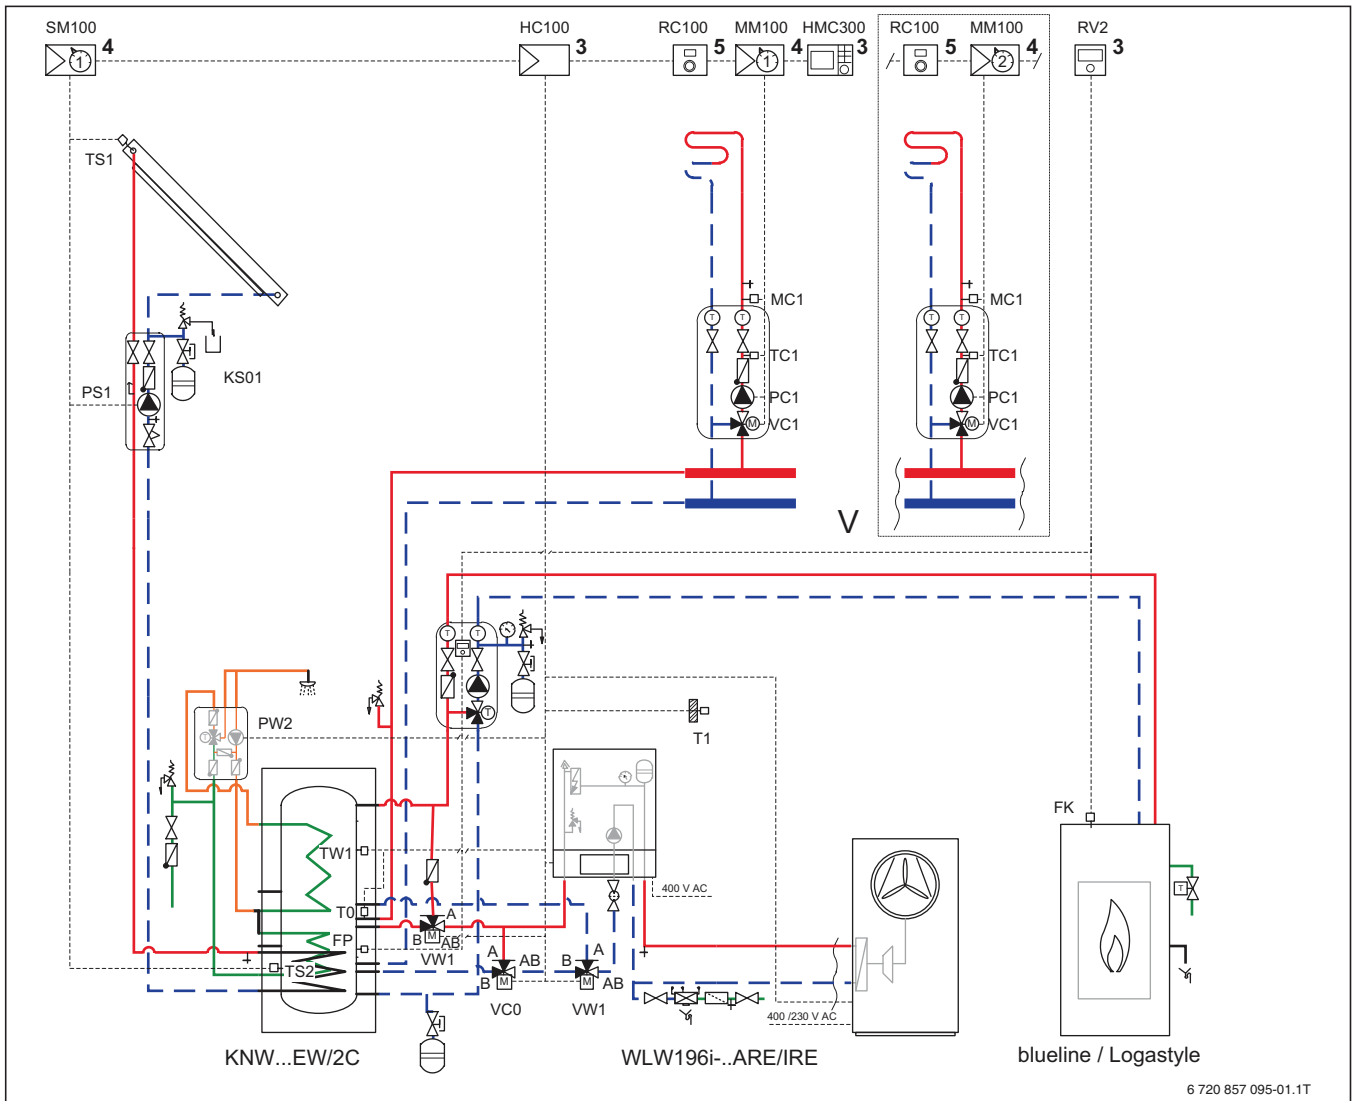 SM100
4
1
HC100
3
RC100
5
MM100
4
1
HMC300
3
RC100
5
MM100
4
2
RV2
3
TS1
MC1
MC1
T T
T T
TC1
TC1
KS01
PS1
PC1
PC1
M VC1
M VC1
V
T T
PW2
T
T
T1
FK
TW1
400 V AC
T
T0
A
FP
B AB
M
A
B A
VW1
AB
TS2
B
M
M
AB
VC0
VW1
400 /230 V AC
KNW...EW/2C
WLW196i-..ARE/IRE
blueline / Logastyle
6 720 857 095-01.1T